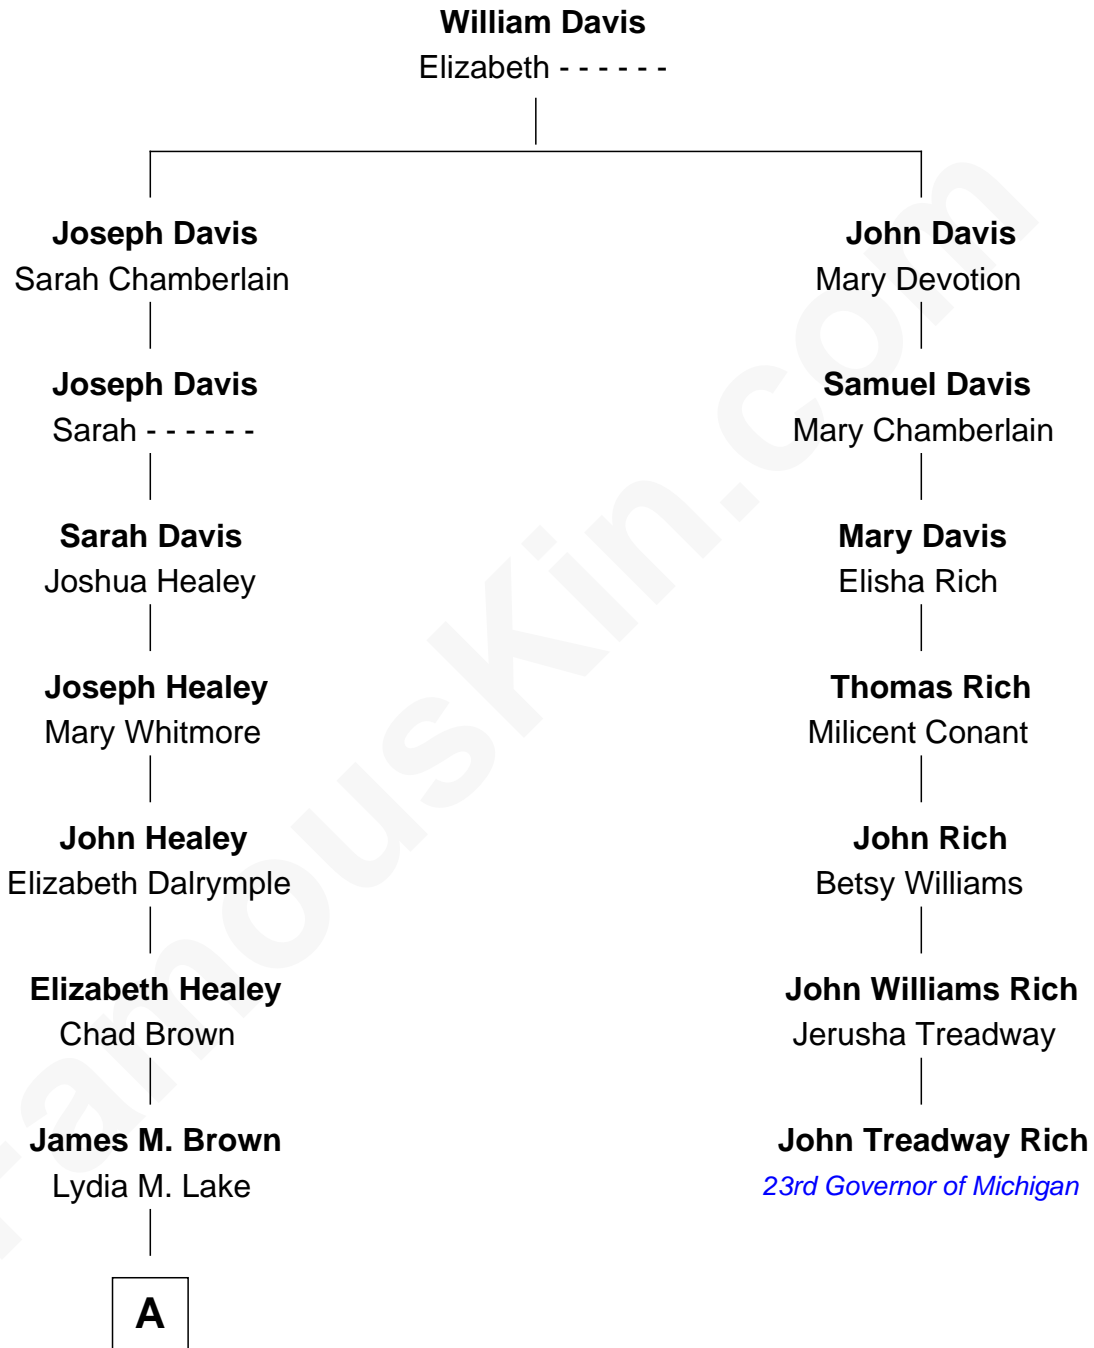 William Davis
Elizabeth - - - - - -
Joseph Davis
Sarah Chamberlain
John Davis
Mary Devotion
Joseph Davis
Sarah - - - - - -
Samuel Davis
Mary Chamberlain
Sarah Davis
Joshua Healey
Mary Davis
Elisha Rich
Joseph Healey
Mary Whitmore
Thomas Rich
Milicent Conant
John Healey
Elizabeth Dalrymple
John Rich
Betsy Williams
Elizabeth Healey
Chad Brown
John Williams Rich
Jerusha Treadway
James M. Brown
Lydia M. Lake
John Treadway Rich
23rd Governor of Michigan
A
FamousKin.com